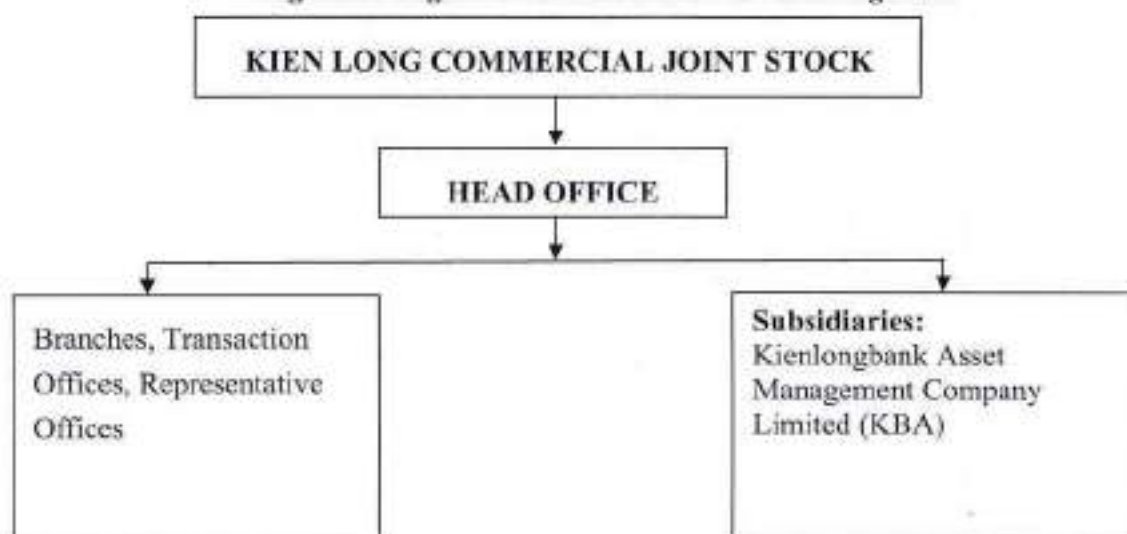 KIEN LONG COMMERCIAL JOINT STOCK
HEAD OFFICE
Branches, Transaction
Offices, Representative
Offices
Subsidiaries:
Kienlongbank Asset
Management Company
Limited (KBA)